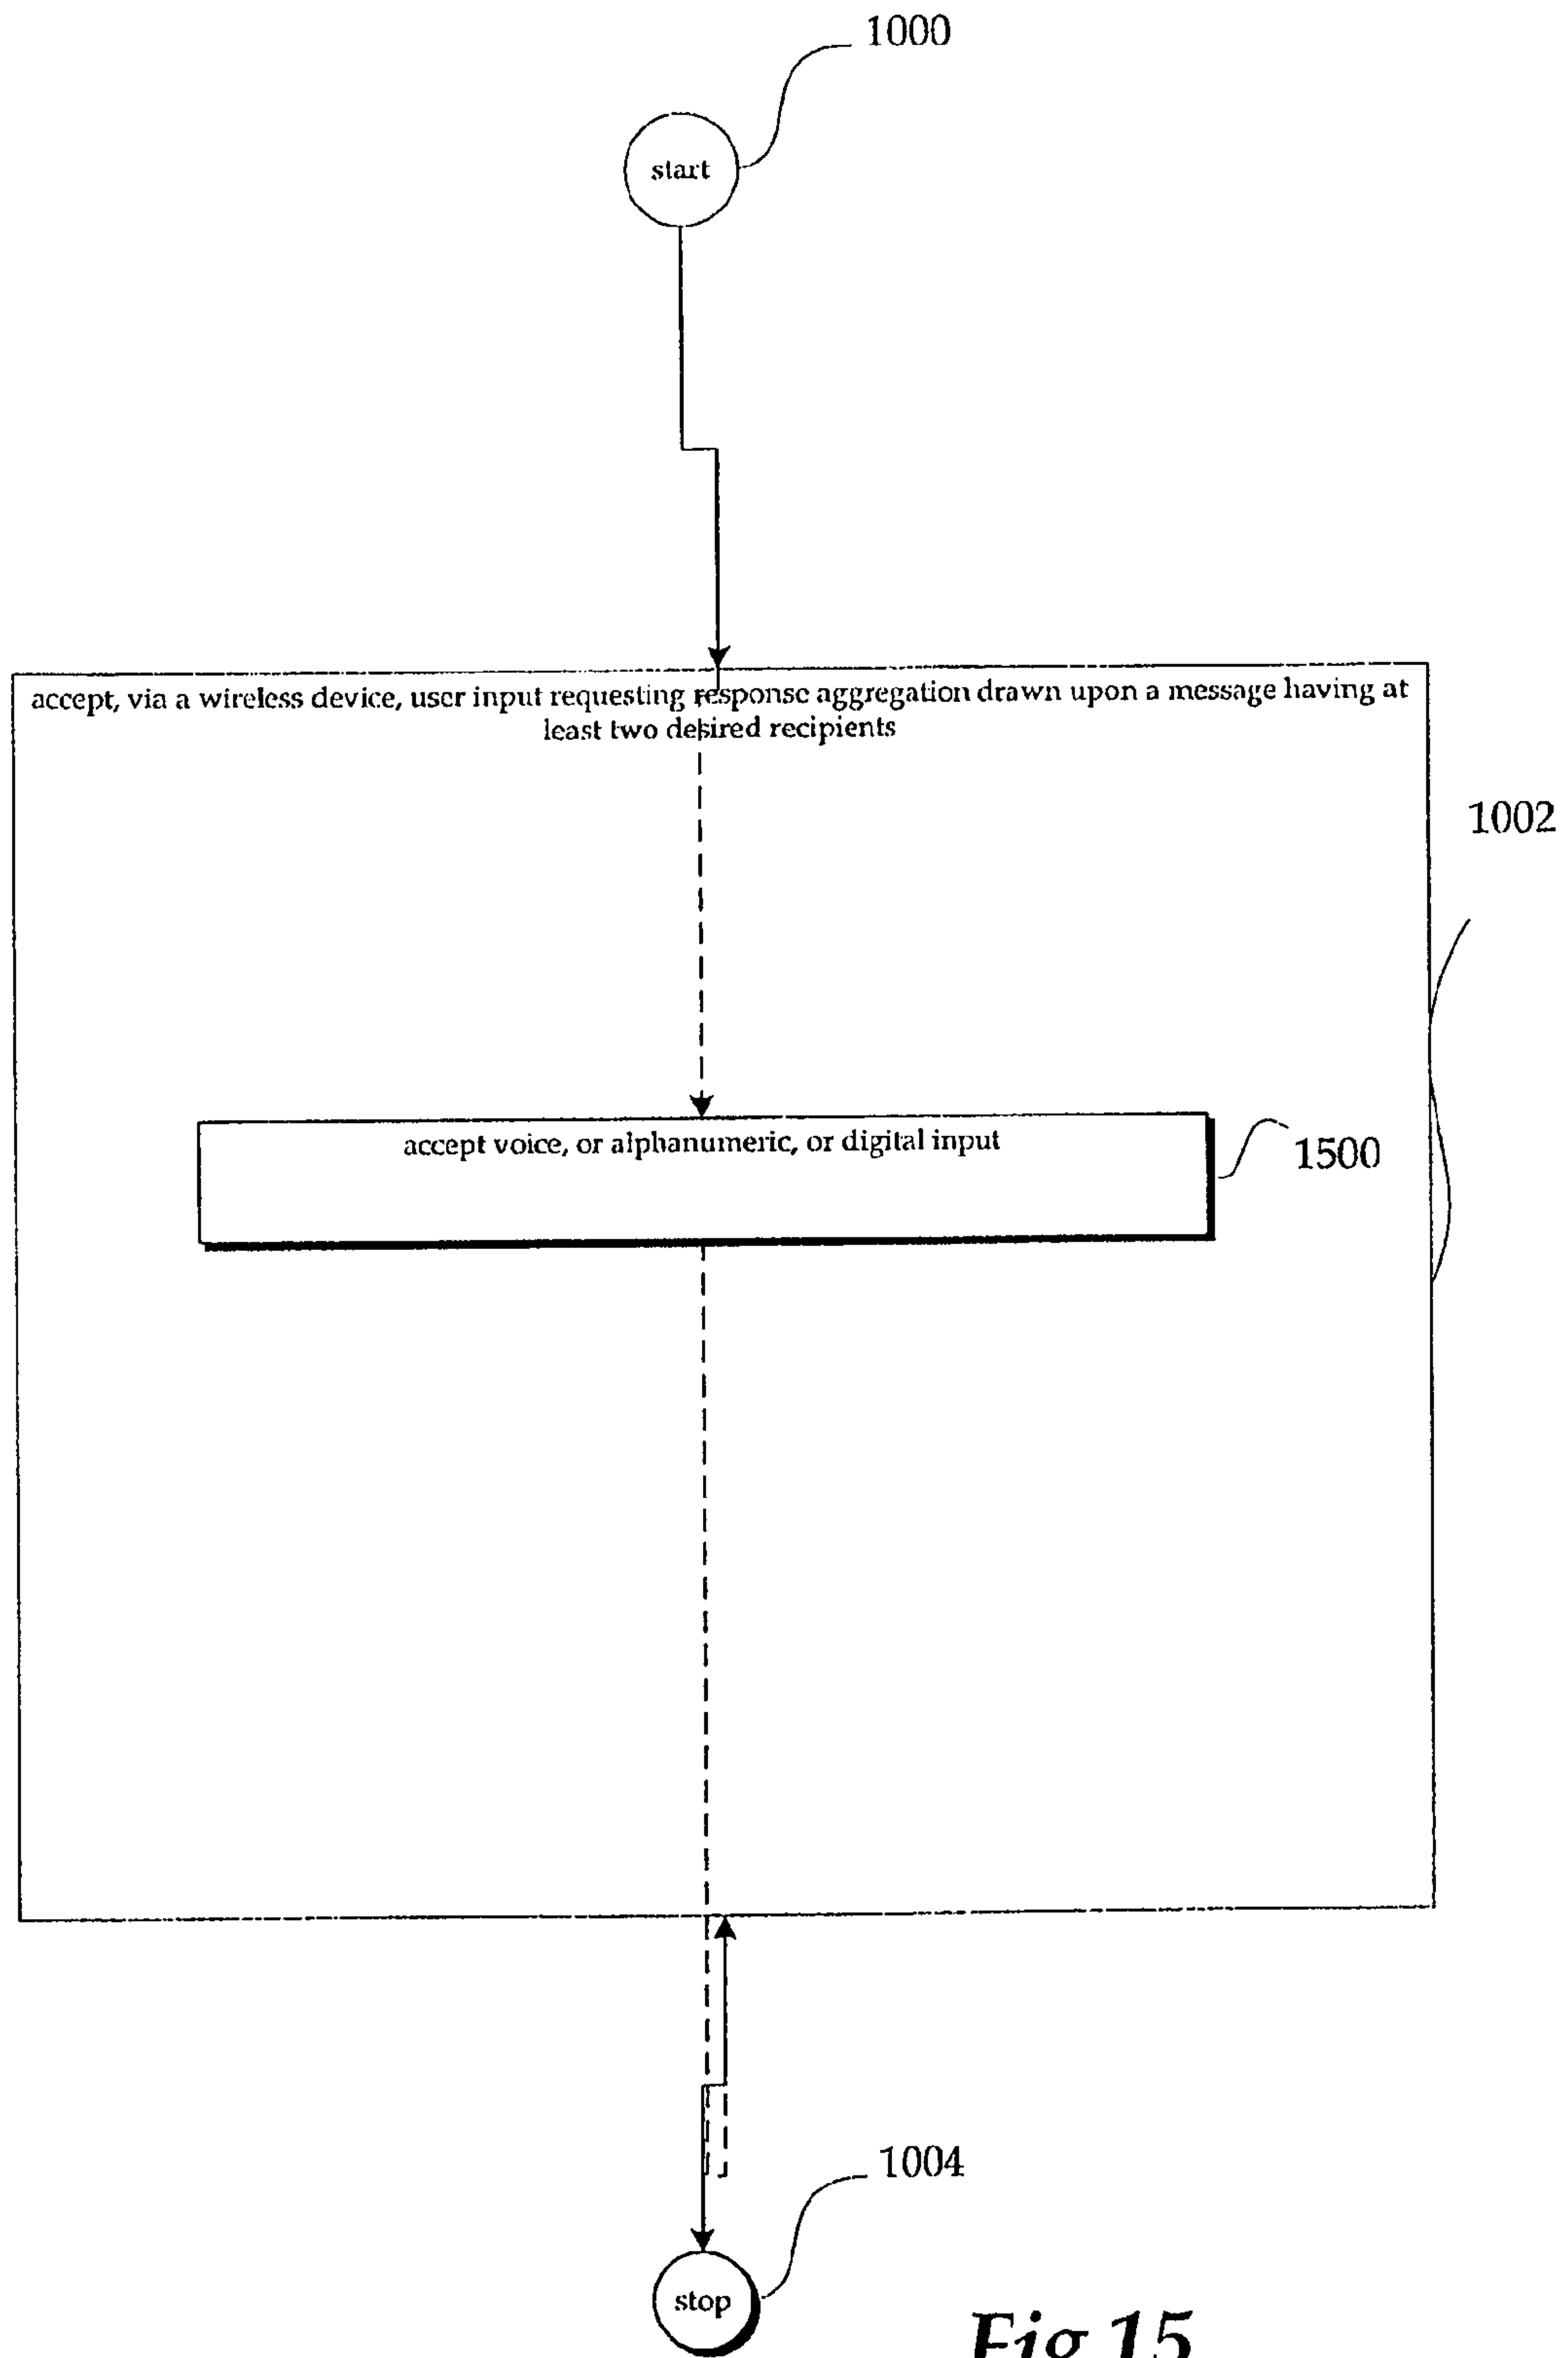 1000
start
accept, via a wireless device, user input requesting response aggregation drawn upon a message having at
least two desired recipients
1002
accept voice, or alphanumeric, or digital input
1500
1004
stop
Fig 15